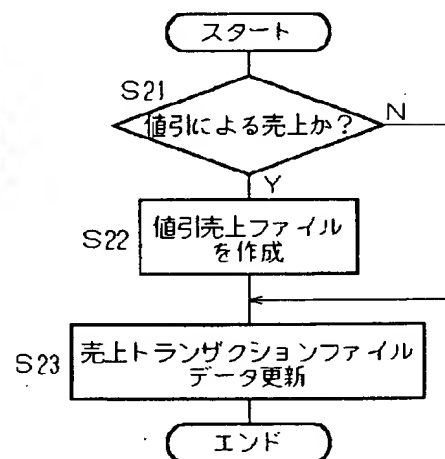 スタート
S21
値引による売上か?
N
Y
S22
値引売上ファイル
を作成
S23
売上トランザクションファイル
データ更新
エンド